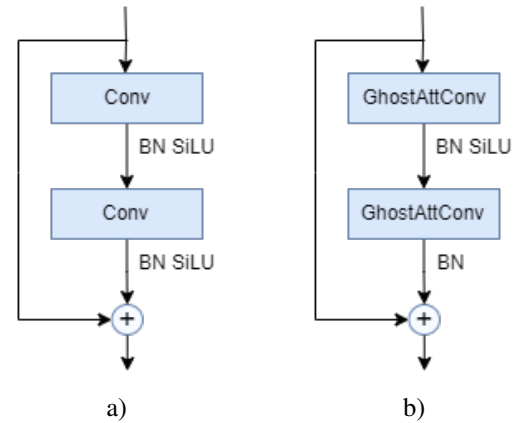 Conv
BN SiLU
Conv
BN SiLU
+
a)
GhostAttConv
BN SiLU
GhostAttConv
BN
+
b)